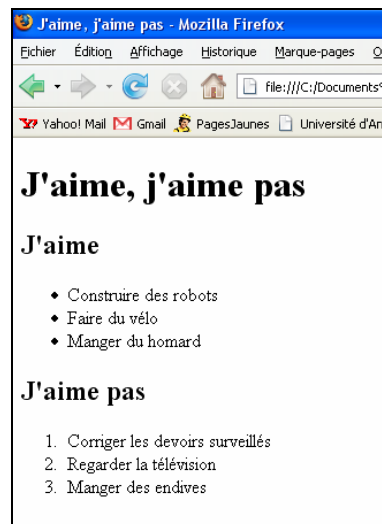 J'aime, j'aime pas - Mozilla Firefox
Fichier Édition Affichage Historique Marque-pages O
file:///C:/Documents%
Yahoo! Mail Gmail PagesJaunes Université d'An
J'aime, j'aime pas
J'aime
• Construire des robots
• Faire du vélo
• Manger du homard
J'aime pas
1. Corriger les devoirs surveillés
2. Regarder la télévision
3. Manger des endives